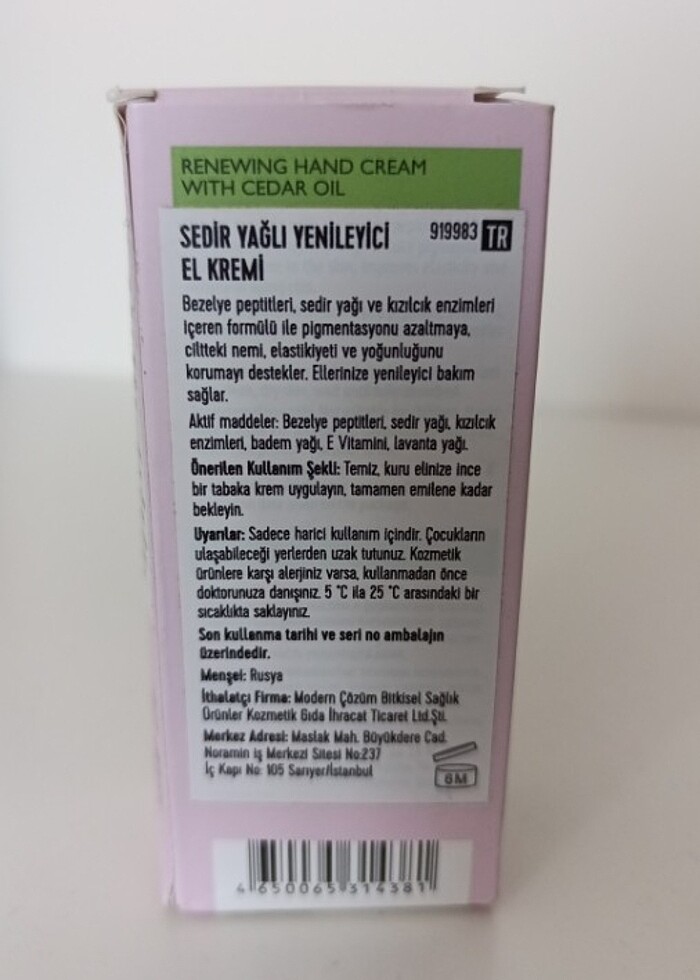 RENEWING HAND CREAM
WITH CEDAR OIL
SEDİR YAĞLI YENİLEYİCİ 919983 TR
EL KREMİ
Bezelye peptitleri, sedir yağı ve kızılcık enzimleri
içeren formülü ile pigmentasyonu azaltmaya,
ciltteki nemi, elastikiyeti ve yoğunluğunu
korumayı destekler. Ellerinize yenileyici bakım
sağlar.
Aktif maddeler: Bezelye peptitleri, sedir yağı, kızılcık
enzimleri, badem yağı, E Vitamini, lavanta yağı.
Önerilen Kullanım Şekli: Temiz, kuru elinize ince
bir tabaka krem uygulayın, tamamen emilene kadar
bekleyin.
Uyarılar: Sadece harici kullanım içindir. Çocukların
ulaşabileceği yerlerden uzak tutunuz. Kozmetik
ürünlere karşı alerjiniz varsa, kullanmadan önce
doktorunuza danışınız. 5 °C ila 25 °C arasındaki bir
sıcaklıkta saklayınız.
Son kullanma tarihi ve seri no ambalajın
üzerindedir.
Menşei: Rusya
İthalatçı Firma: Modern Çözüm Bitkisel Sağlık
Ürünler Kozmetik Gıda İhracat Ticaret Ltd.Şti.
Merkez Adresi: Maslak Mah. Büyükdere Cad.
Noramin iş Merkezi Sitesi No:237
İç Kapı No: 105 Sarıyer/İstanbul
6M
4650065314381